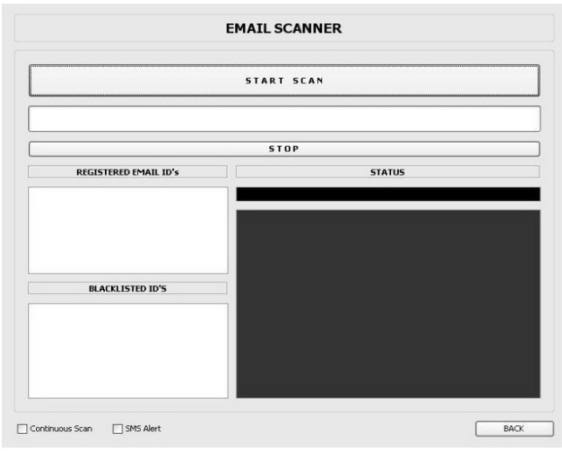 EMAIL SCANNER
START SCAN
STOP
REGISTERED EMAIL ID's
STATUS
BLACKLISTED ID'S
Continuous Scan
SMS Alert
BACK